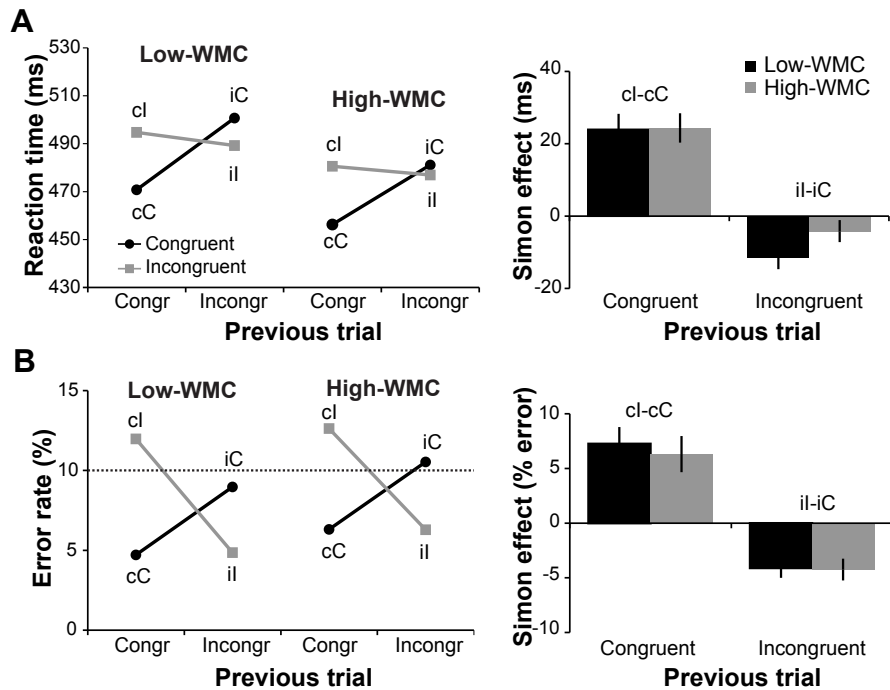 A
Reaction time (ms)
530
510
490
470
450
430
Low-WMC
High-WMC
cI
iC
cC
iI
cI
iC
cC
iI
Congruent
Incongruent
Congr
Incongr
Congr
Incongr
Previous trial
Simon effect (ms)
40
20
0
-20
Low-WMC
High-WMC
cI-cC
iI-iC
Congruent
Incongruent
Previous trial
B
Error rate (%)
15
10
5
0
Low-WMC
High-WMC
cI
iC
cC
iI
cI
iC
cC
iI
Congr
Incongr
Congr
Incongr
Previous trial
Simon effect (% error)
10
5
0
-5
-10
cI-cC
iI-iC
Congruent
Incongruent
Previous trial